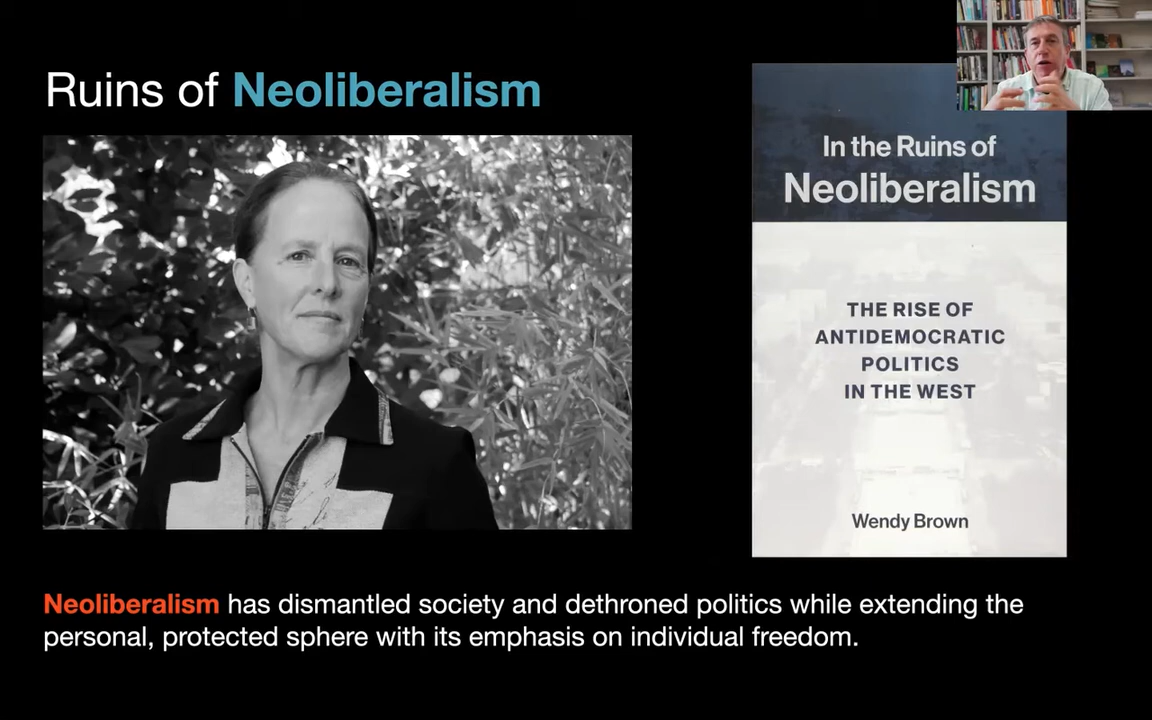 Ruins of Neoliberalism
In the Ruins of
Neoliberalism
THE RISE OF
ANTIDEMOCRATIC
POLITICS
IN THE WEST
Wendy Brown
Neoliberalism has dismantled society and dethroned politics while extending the
personal, protected sphere with its emphasis on individual freedom.